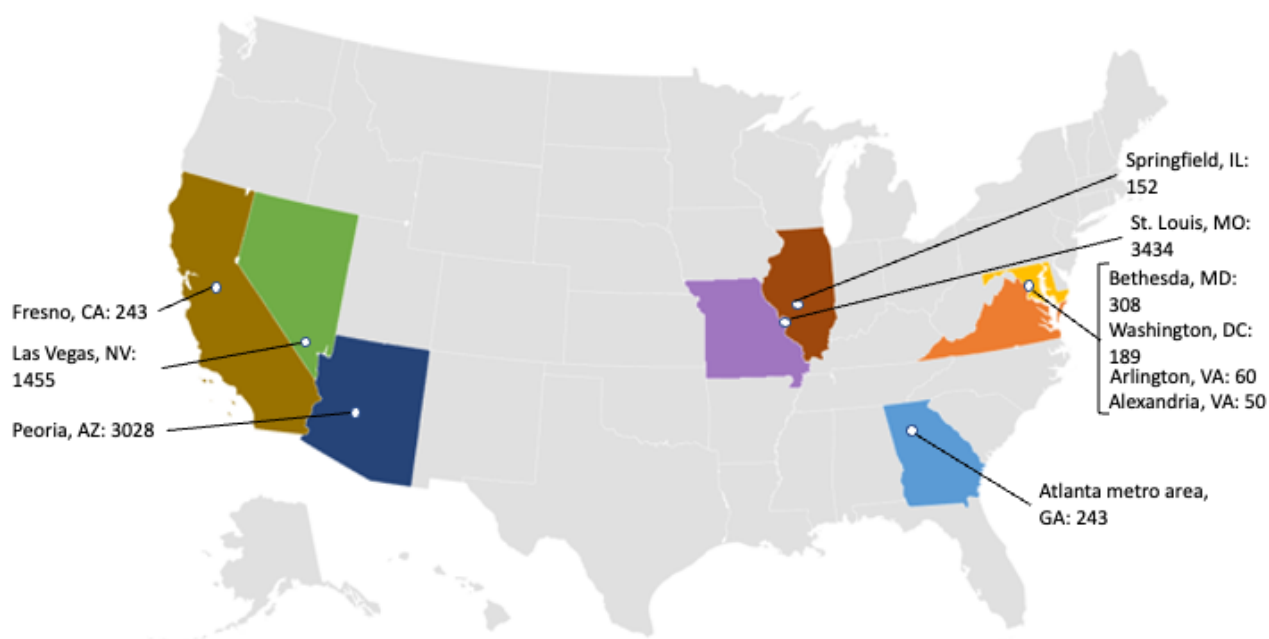 Springfield, IL:
152
St. Louis, MO:
3434
Bethesda, MD:
308
Washington, DC:
189
Arlington, VA: 60
Alexandria, VA: 50
Fresno, CA: 243
Las Vegas, NV:
1455
Peoria, AZ: 3028
Atlanta metro area,
GA: 243